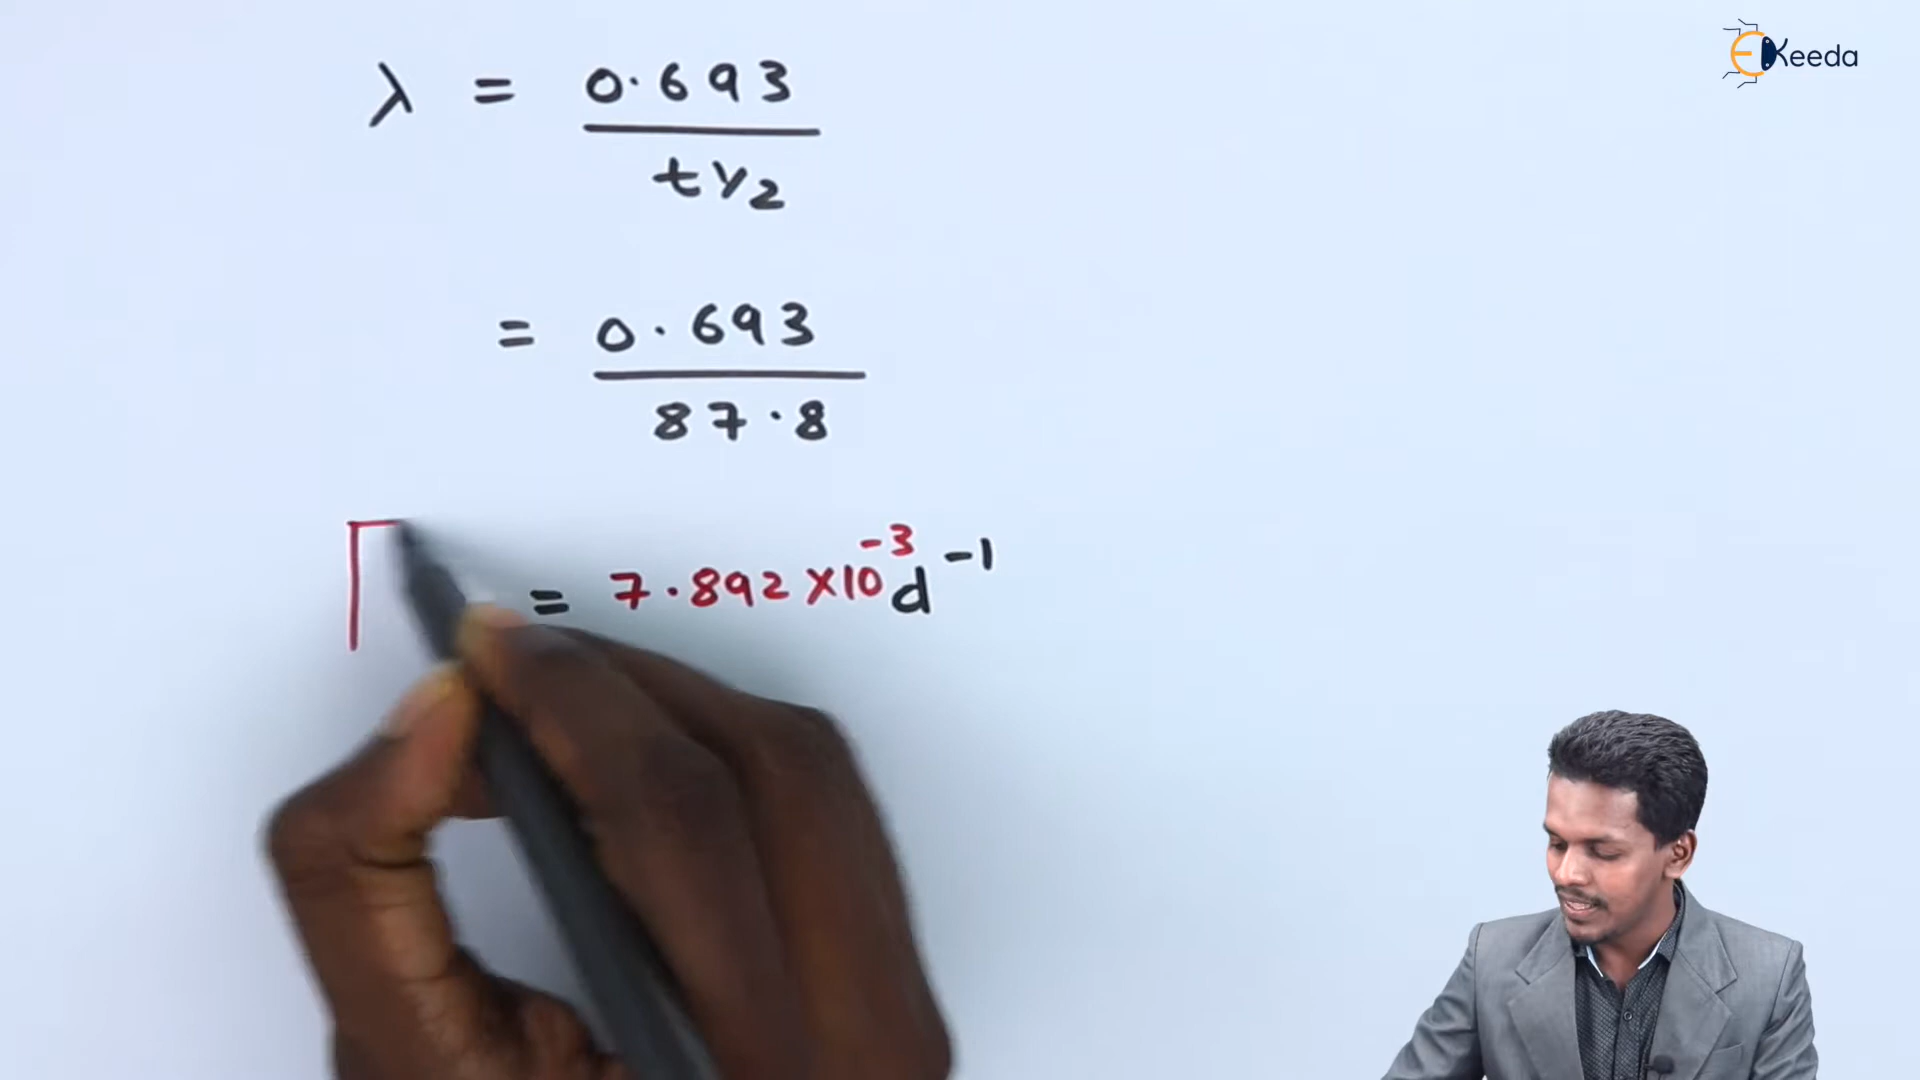 Keeda
λ = 0.693
t½
= 0.693
87.8
= 7.892 × 10⁻³ d⁻¹